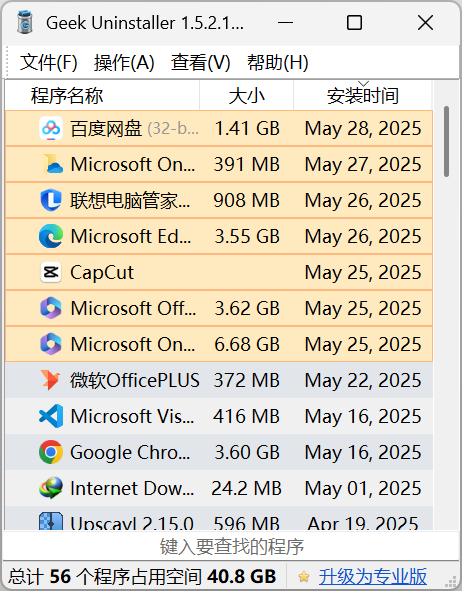 Geek Uninstaller 1.5.2.1...
文件(F) 操作(A) 查看(V) 帮助(H)
程序名称 大小 安装时间
百度网盘 (32-b... 1.41 GB May 28, 2025
Microsoft On... 391 MB May 27, 2025
联想电脑管家... 908 MB May 26, 2025
Microsoft Ed... 3.55 GB May 26, 2025
CapCut May 25, 2025
Microsoft Off... 3.62 GB May 25, 2025
Microsoft On... 6.68 GB May 25, 2025
微软OfficePLUS 372 MB May 22, 2025
Microsoft Vis... 416 MB May 16, 2025
Google Chro... 3.60 GB May 16, 2025
Internet Dow... 24.2 MB May 01, 2025
Upscayl 2.15.0 596 MB Apr 19, 2025
键入要查找的程序
总计 56 个程序占用空间 40.8 GB 升级为专业版